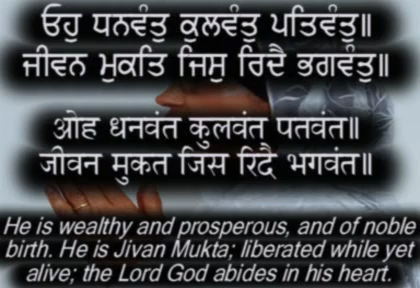 ਓਹੁ ਧਨਵੰਤੁ ਕੁਲਵੰਤੁ ਪਤਿਵੰਤੁ॥
ਜੀਵਨ ਮੁਕਤਿ ਜਿਸੁ ਰਿਦੈ ਭਗਵੰਤੁ॥
ओह धनवंत कुलवंत पतवंत॥
जीवन मुकत जिस रिदै भगवंत॥
He is wealthy and prosperous, and of noble
birth. He is Jivan Mukta; liberated while yet
alive; the Lord God abides in his heart.